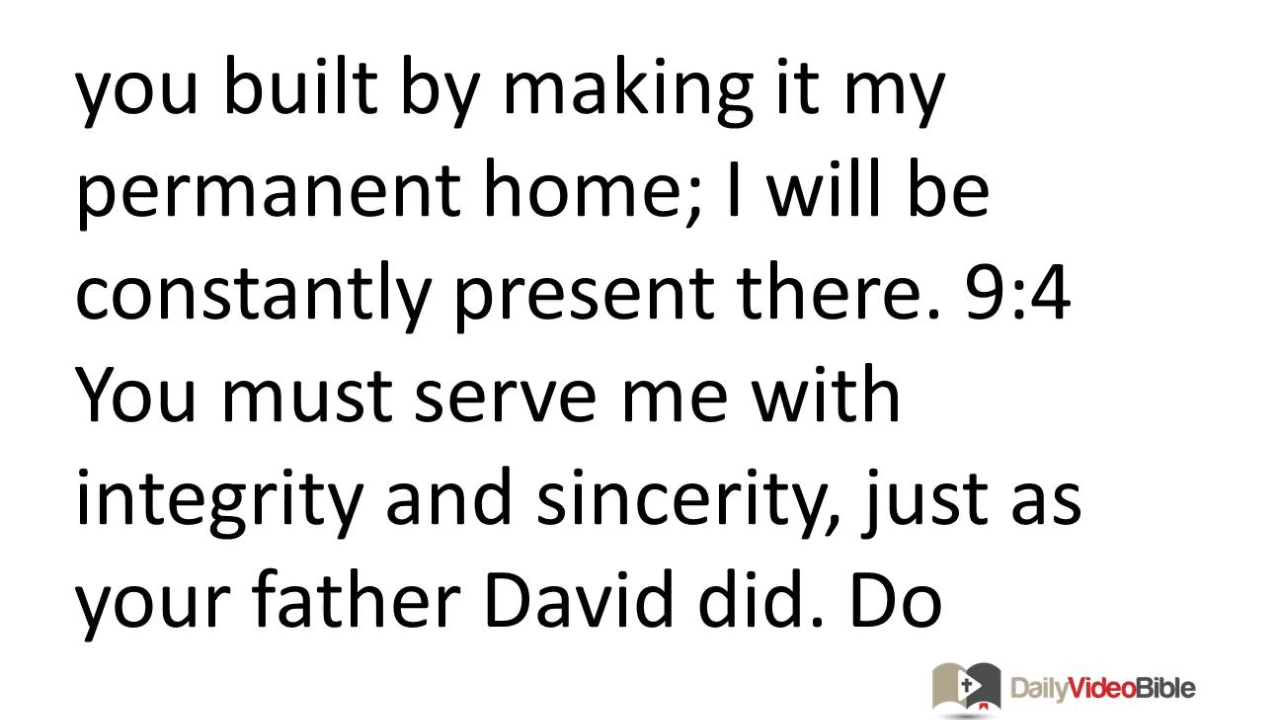 you built by making it my
permanent home; I will be
constantly present there. 9:4
You must serve me with
integrity and sincerity, just as
your father David did. Do
DailyVideoBible